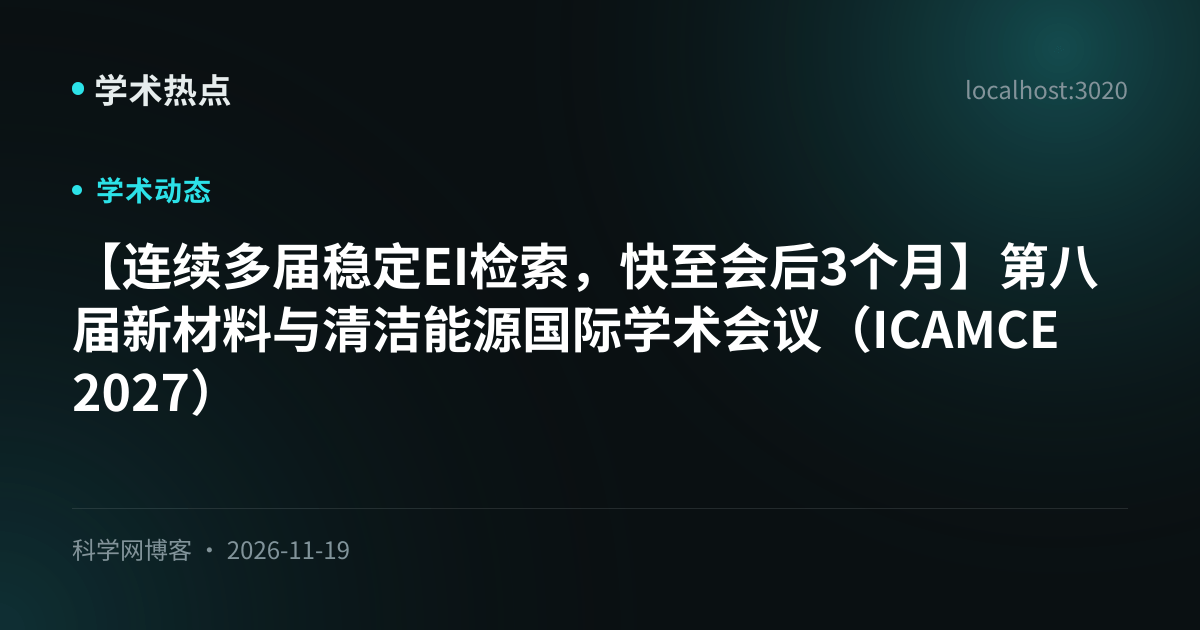 学术热点
localhost:3020
学术动态
【连续多届稳定EI检索，快至会后3个月】第八
届新材料与清洁能源国际学术会议（ICAMCE
2027）
科学网博客 • 2026-11-19